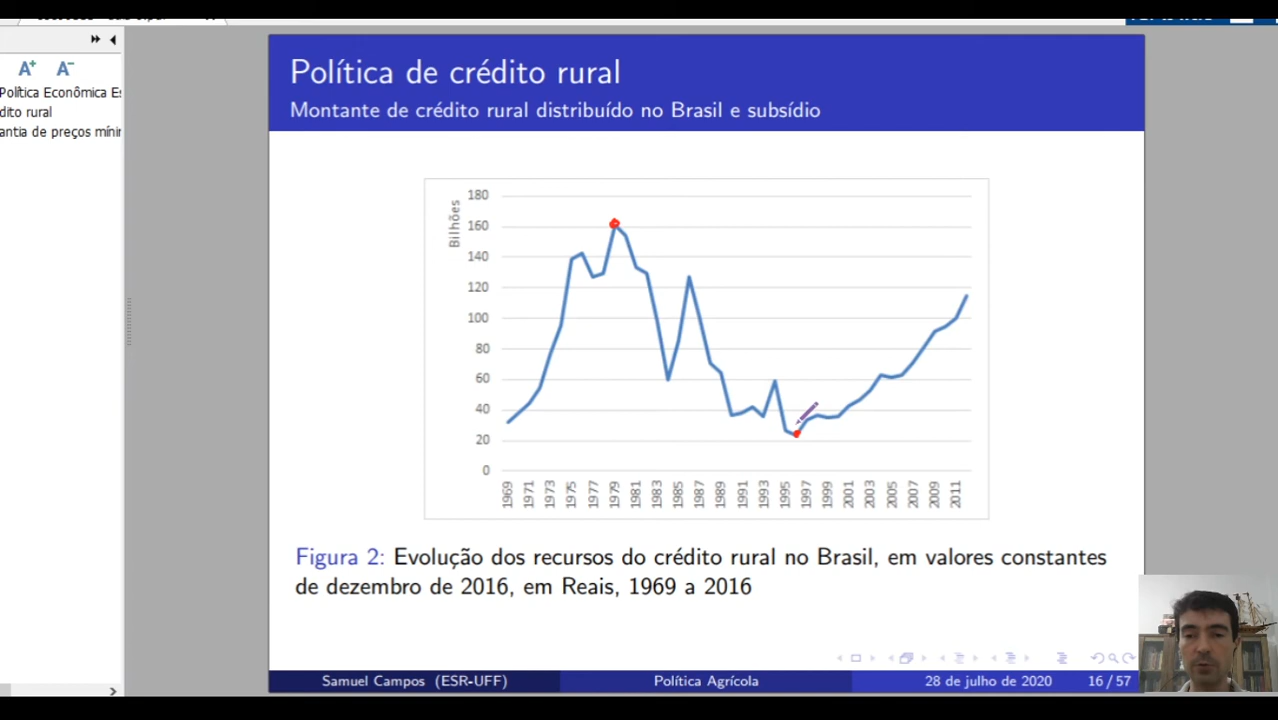 A+ A-
Política Econômica Es
dito rural
antia de preços mínir
Política de crédito rural
Montante de crédito rural distribuído no Brasil e subsídio
Bilhões
180
160
140
120
100
80
60
40
20
0
1969 1971 1973 1975 1977 1979 1981 1983 1985 1987 1989 1991 1993 1995 1997 1999 2001 2003 2005 2007 2009 2011
Figura 2: Evolução dos recursos do crédito rural no Brasil, em valores constantes
de dezembro de 2016, em Reais, 1969 a 2016
Samuel Campos (ESR-UFF) Política Agrícola 28 de julho de 2020 16 / 57